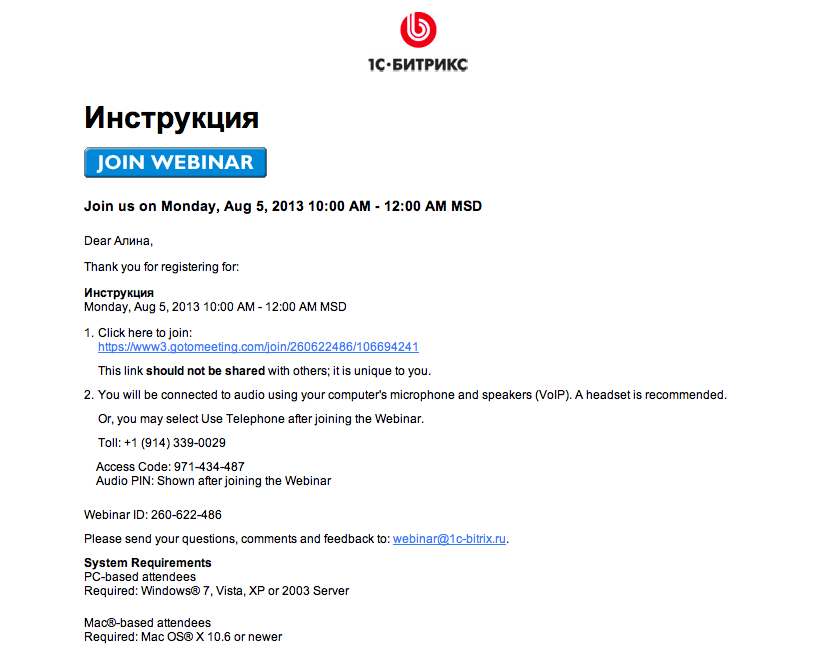 1С·БИТРИКС
Инструкция
JOIN WEBINAR
Join us on Monday, Aug 5, 2013 10:00 AM - 12:00 AM MSD
Dear Алина,
Thank you for registering for:
Инструкция
Monday, Aug 5, 2013 10:00 AM - 12:00 AM MSD
1. Click here to join:
https://www3.gotomeeting.com/join/260622486/106694241
This link should not be shared with others; it is unique to you.
2. You will be connected to audio using your computer's microphone and speakers (VoIP). A headset is recommended.
Or, you may select Use Telephone after joining the Webinar.
Toll: +1 (914) 339-0029
Access Code: 971-434-487
Audio PIN: Shown after joining the Webinar
Webinar ID: 260-622-486
Please send your questions, comments and feedback to: webinar@1c-bitrix.ru.
System Requirements
PC-based attendees
Required: Windows® 7, Vista, XP or 2003 Server
Mac®-based attendees
Required: Mac OS® X 10.6 or newer